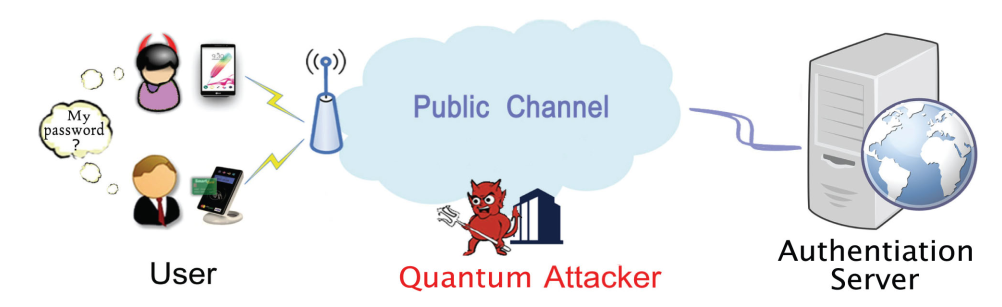 My
password
?
Public Channel
User
Quantum Attacker
Authentiation
Server